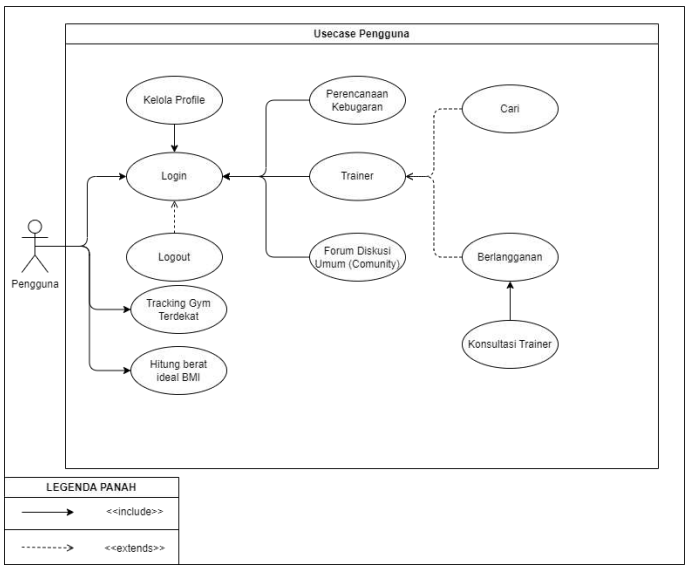 Usecase Pengguna
Kelola Profile
Perencanaan
Kebugaran
Cari
Login
Trainer
Logout
Forum Diskusi
Umum (Comunity)
Berlangganan
Pengguna
Tracking Gym
Terdekat
Konsultasi Trainer
Hitung berat
ideal BMI
LEGENDA PANAH
<<include>>
<<extends>>